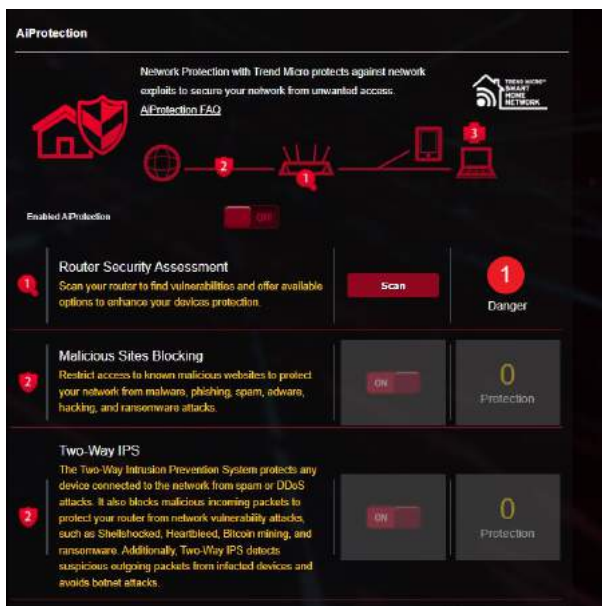 AiProtection
Network Protection with Trend Micro protects against network
exploits to secure your network from unwanted access.
AiProtection FAQ
TREND MICRO™
SMART
HOME
NETWORK
2
1
3
Enabled AiProtection
OFF
1
Router Security Assessment
Scan your router to find vulnerabilities and offer available
options to enhance your devices protection.
Scan
1
Danger
2
Malicious Sites Blocking
Restrict access to known malicious websites to protect
your network from malware, phishing, spam, adware,
hacking, and ransomware attacks.
ON
0
Protection
2
Two-Way IPS
The Two-Way Intrusion Prevention System protects any
device connected to the network from spam or DDoS
attacks. It also blocks malicious incoming packets to
protect your router from network vulnerability attacks,
such as Shellshocked, Heartbleed, Bitcoin mining, and
ransomware. Additionally, Two-Way IPS detects
suspicious outgoing packets from infected devices and
avoids botnet attacks.
ON
0
Protection